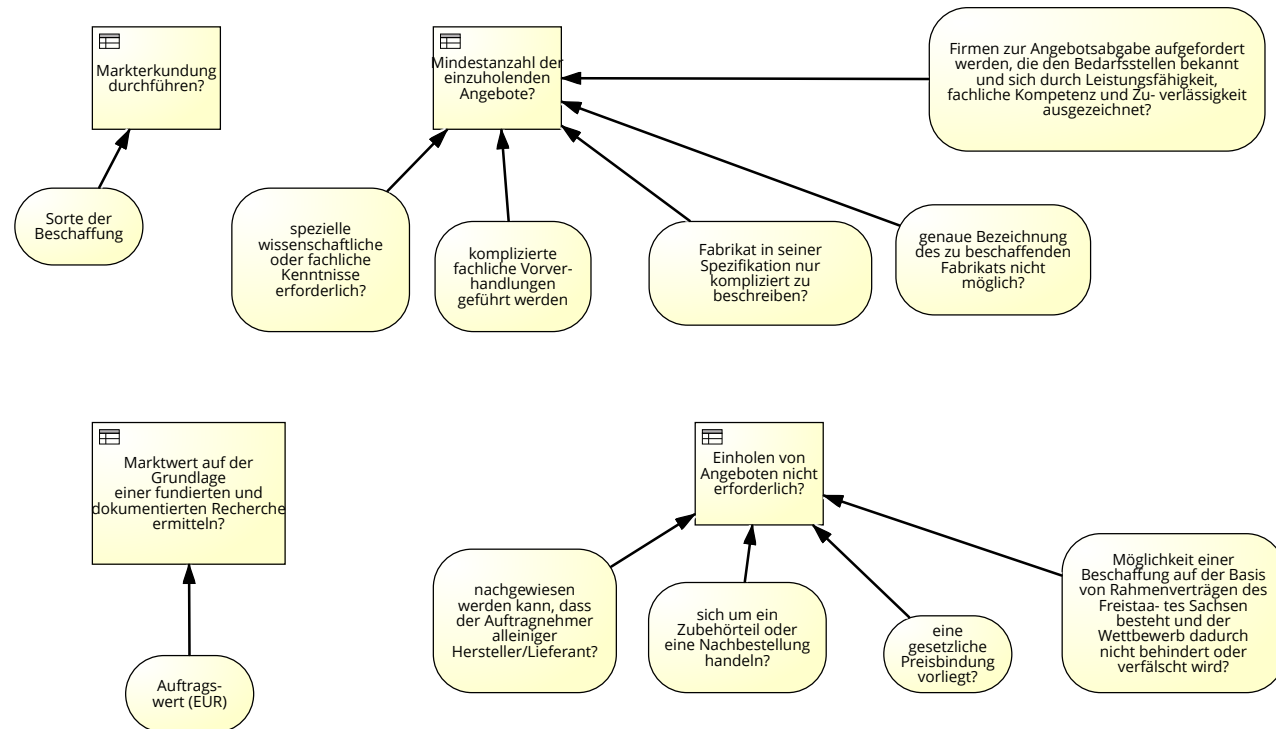 Markterkundung
durchführen?
Mindestanzahl der
einzuholenden
Angebote?
Firmen zur Angebotsabgabe aufgefordert
werden, die den Bedarfsstellen bekannt
und sich durch Leistungsfähigkeit,
fachliche Kompetenz und Zu- verlässigkeit
ausgezeichnet?
Sorte der
Beschaffung
spezielle
wissenschaftliche
oder fachliche
Kenntnisse
erforderlich?
komplizierte
fachliche Vorver-
handlungen
geführt werden
Fabrikat in seiner
Spezifikation nur
kompliziert zu
beschreiben?
genaue Bezeichnung
des zu beschaffenden
Fabrikats nicht
möglich?
Marktwert auf der
Grundlage
einer fundierten und
dokumentierten Recherche
ermitteln?
Einholen von
Angeboten nicht
erforderlich?
nachgewiesen
werden kann, dass
der Auftragnehmer
alleiniger
Hersteller/Lieferant?
sich um ein
Zubehörteil oder
eine Nachbestellung
handeln?
eine
gesetzliche
Preisbindung
vorliegt?
Möglichkeit einer
Beschaffung auf der Basis
von Rahmenverträgen des
Freistaa- tes Sachsen
besteht und der
Wettbewerb dadurch
nicht behindert oder
verfälscht wird?
Auftrags-
wert (EUR)